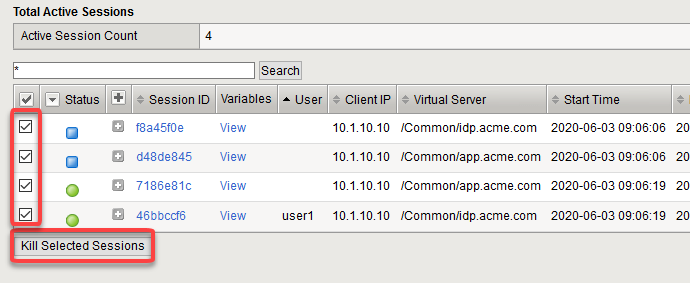 Total Active Sessions
Active Session Count 4
* Search
Status Session ID Variables User Client IP Virtual Server Start Time
f8a45f0e View 10.1.10.10 /Common/idp.acme.com 2020-06-03 09:06:06 20
d48de845 View 10.1.10.10 /Common/app.acme.com 2020-06-03 09:06:06 20
7186e81c View 10.1.10.10 /Common/app.acme.com 2020-06-03 09:06:19 20
46bbccf6 View user1 10.1.10.10 /Common/idp.acme.com 2020-06-03 09:06:19 20
Kill Selected Sessions